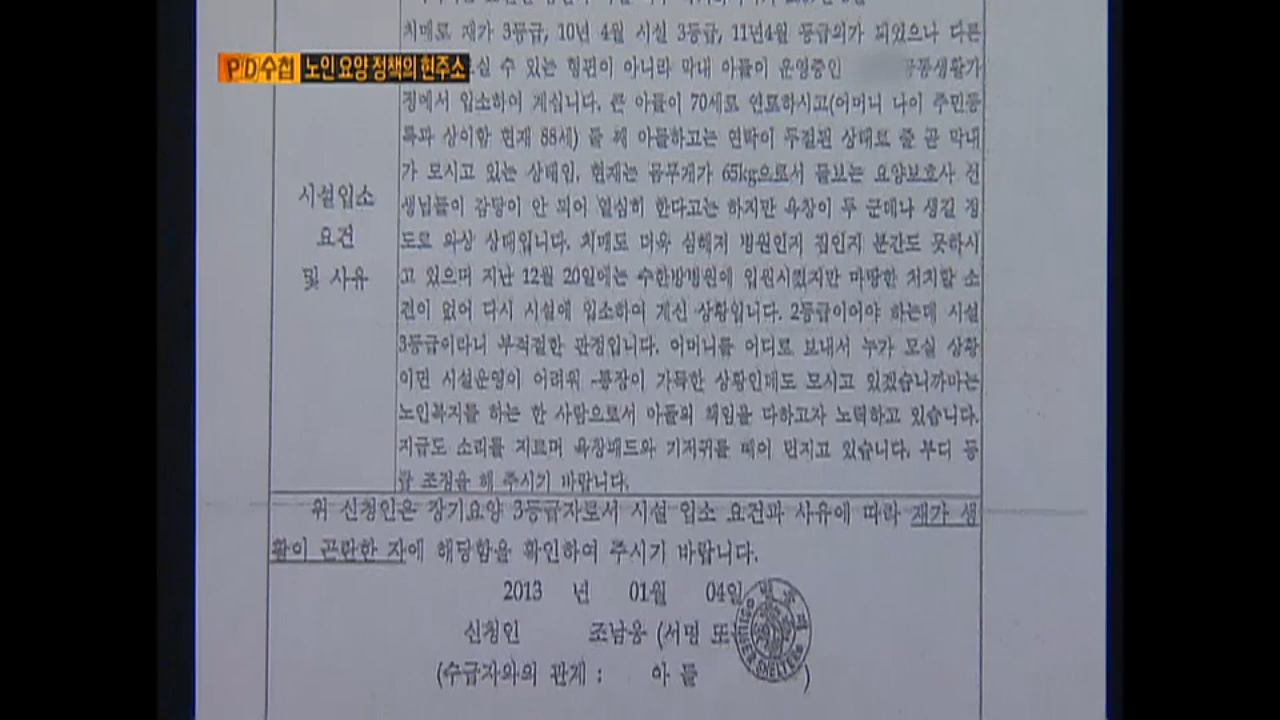 치매로 재가 3등급, 10년 4월 시설 3등급, 11년4월 등급외가 되었으나 다른
PD수첩 노인 요양 정책의 현주소
모실 수 있는 형편이 아니라 막내 아들이 운영중인 공동생활가
정에서 입소하여 계십니다. 큰 아들이 70세로 연로하시고(어머니 나이 주민등
록과 상이함 현재 88세) 둘 째 아들하고는 연락이 두절된 상태로 줄 곧 막내
가 모시고 있는 상태임. 현재는 몸무게가 65kg으로서 돌보는 요양보호사 선
생님들이 감당이 안 되어 열심히 한다고는 하지만 욕창이 두 군데나 생길 정
도로 와상 상태입니다. 치매도 더욱 심해져 병원인지 집인지 분간도 못하시
고 있으며 지난 12월 20일에는 수한방병원에 입원시켰지만 마땅한 처치할 소
견이 없어 다시 시설에 입소하여 계신 상황입니다. 2등급이어야 하는데 시설
3등급이라니 부적절한 판정입니다. 어머니를 어디로 보내서 누가 모실 상황
이면 시설운영이 어려워 -통장이 가득한 상황인데도 모시고 있겠습니까마는
노인복지를 하는 한 사람으로서 아들의 책임을 다하고자 노력하고 있습니다.
지금도 소리를 지르며 욕창패드와 기저귀를 떼어 던지고 있습니다. 부디 등
급 조정을 해 주시기 바랍니다.
시설입소
요건
및 사유
위 신청인은 장기요양 3등급자로서 시설 입소 요건과 사유에 따라 재가 생
활이 곤란한 자에 해당함을 확인하여 주시기 바랍니다.
2013 년 01월 04일
신청인 조남웅 (서명 또
(수급자와의 관계 : 아 들 )
SHELTER